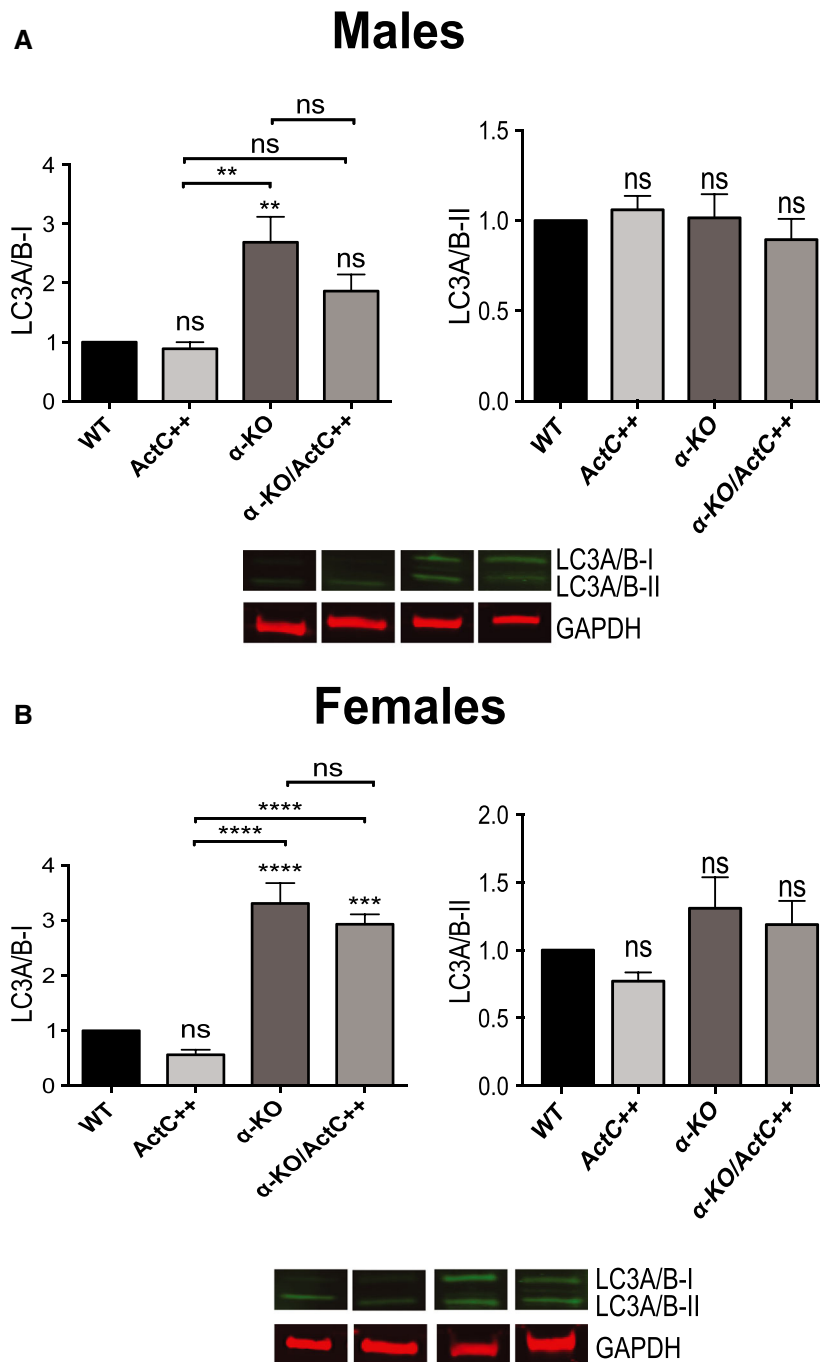 A
Males
ns
ns
**
**
ns
ns
LC3A/B-I
4
3
2
1
0
WT
ActC++
α-KO
α -KO/ActC++
ns
ns
ns
LC3A/B-II
1.5
1.0
0.5
0.0
WT
ActC++
α-KO
α-KO/ActC++
LC3A/B-I
LC3A/B-II
GAPDH
B
Females
ns
****
****
****
***
ns
LC3A/B-I
4
3
2
1
0
WT
ActC++
α-KO
α-KO/ActC++
ns
ns
ns
LC3A/B-II
2.0
1.5
1.0
0.5
0.0
WT
ActC++
α-KO
α-KO/ActC++
LC3A/B-I
LC3A/B-II
GAPDH